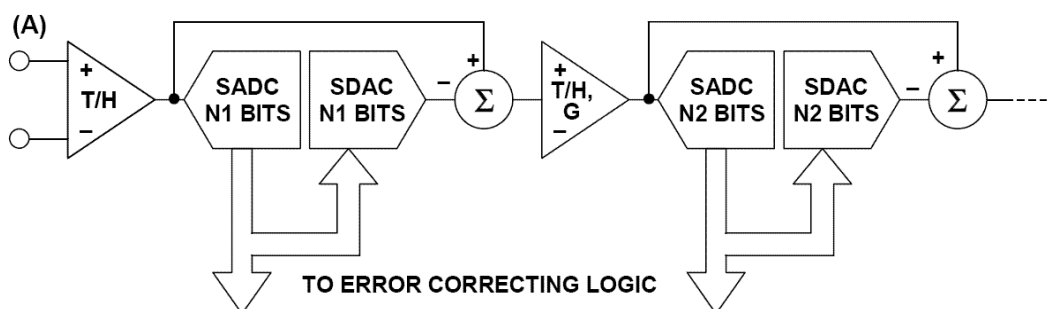 (A)
+
T/H
−
SADC
N1 BITS
SDAC
N1 BITS
−
+
Σ
+
T/H,
G
−
SADC
N2 BITS
SDAC
N2 BITS
−
+
Σ
TO ERROR CORRECTING LOGIC